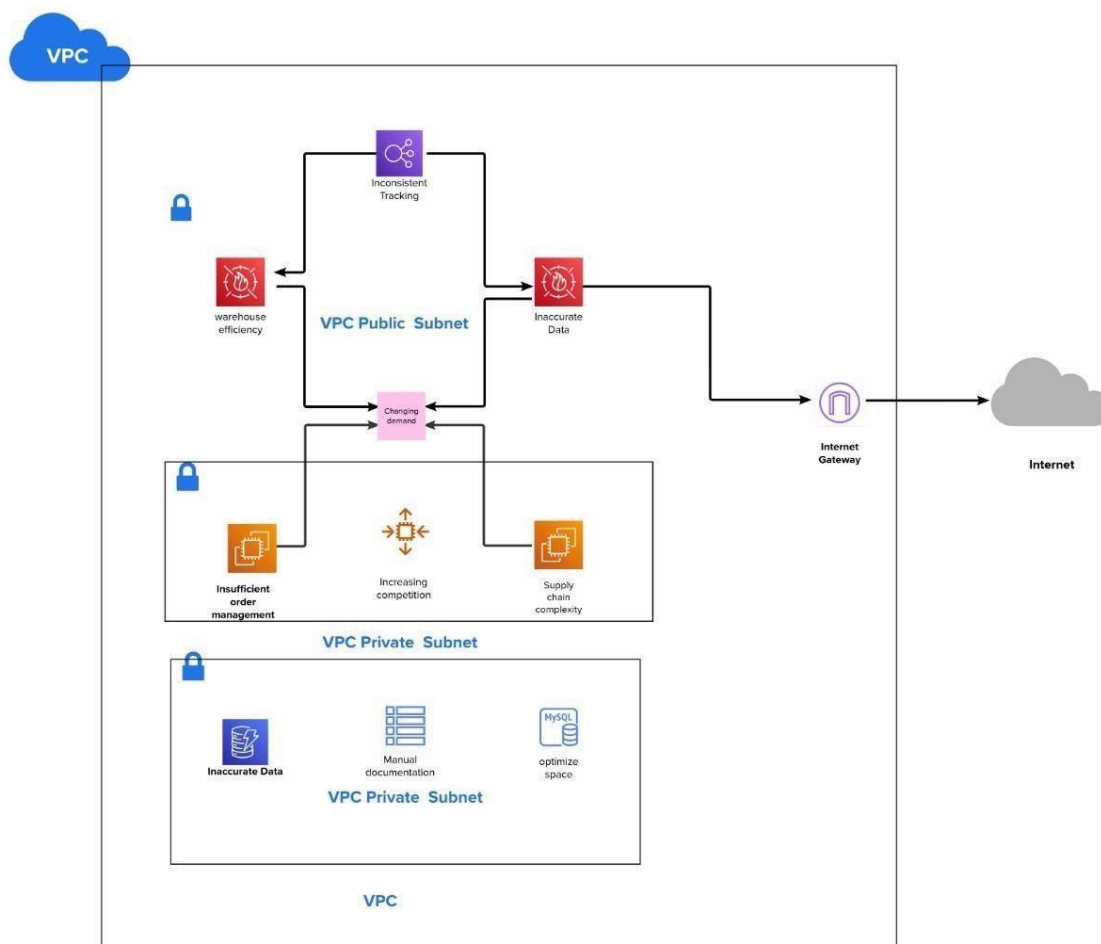 VPC
Inconsistent
Tracking
warehouse
efficiency
VPC Public Subnet
Inaccurate
Data
Changing
demand
Internet
Gateway
Internet
Insufficient
order
management
Increasing
competition
Supply
chain
complexity
VPC Private Subnet
Inaccurate Data
Manual
documentation
MySQL
optimize
space
VPC Private Subnet
VPC